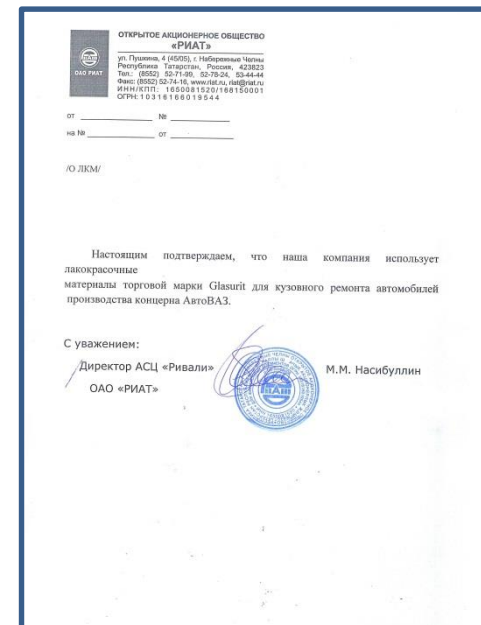 ОТКРЫТОЕ АКЦИОНЕРНОЕ ОБЩЕСТВО
«РИАТ»
ОАО РИАТ
ул. Пушкина, 4 (45/05), г. Набережные Челны
Республика Татарстан, Россия, 423823
Тел.: (8552) 52-71-99, 52-78-24, 53-44-44
Факс: (8552) 52-74-16, www.riat.ru, riat@riat.ru
ИНН/КПП: 1650081520/168150001
ОГРН: 1031616019544
от № 
на № от
/О ЛКМ/
Настоящим подтверждаем, что наша компания использует
лакокрасочные
материалы торговой марки Glasurit для кузовного ремонта автомобилей
производства концерна АвтоВАЗ.
С уважением:
Директор АСЦ «Ривали» М.М. Насибуллин
ОАО «РИАТ»